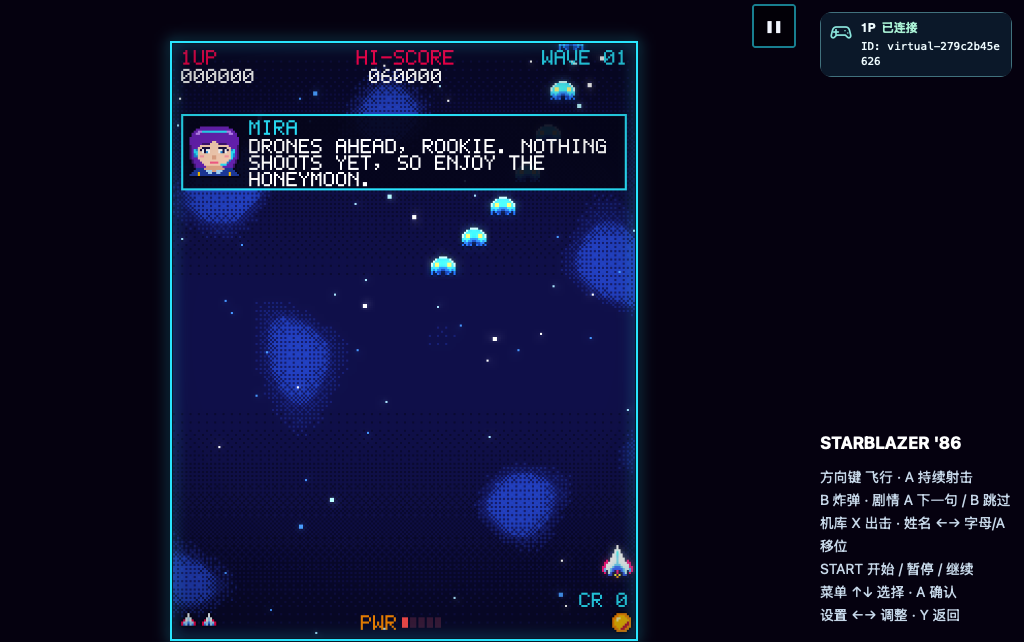 1P 已连接
ID: virtual-279c2b45e
626
1UP
HI-SCORE
WAVE 01
000000
060000
MIRA
DRONES AHEAD, ROOKIE. NOTHING
SHOOTS YET, SO ENJOY THE
HONEYMOON.
STARBLAZER '86
方向键 飞行 · A 持续射击
B 炸弹 · 剧情 A 下一句 / B 跳过
机库 X 出击 · 姓名 ←→ 字母/A
移位
START 开始 / 暂停 / 继续
菜单 ↑↓ 选择 · A 确认
设置 ←→ 调整 · Y 返回
CR 0
PWR